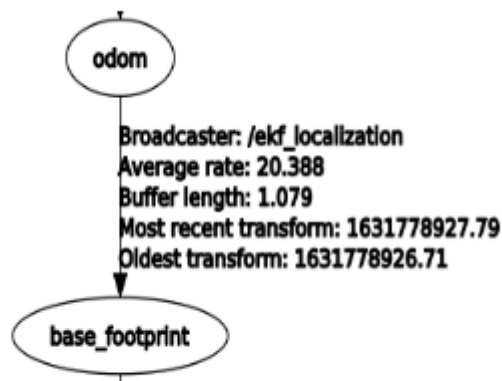 odom
Broadcaster: /ekf_localization
Average rate: 20.388
Buffer length: 1.079
Most recent transform: 1631778927.79
Oldest transform: 1631778926.71
base_footprint